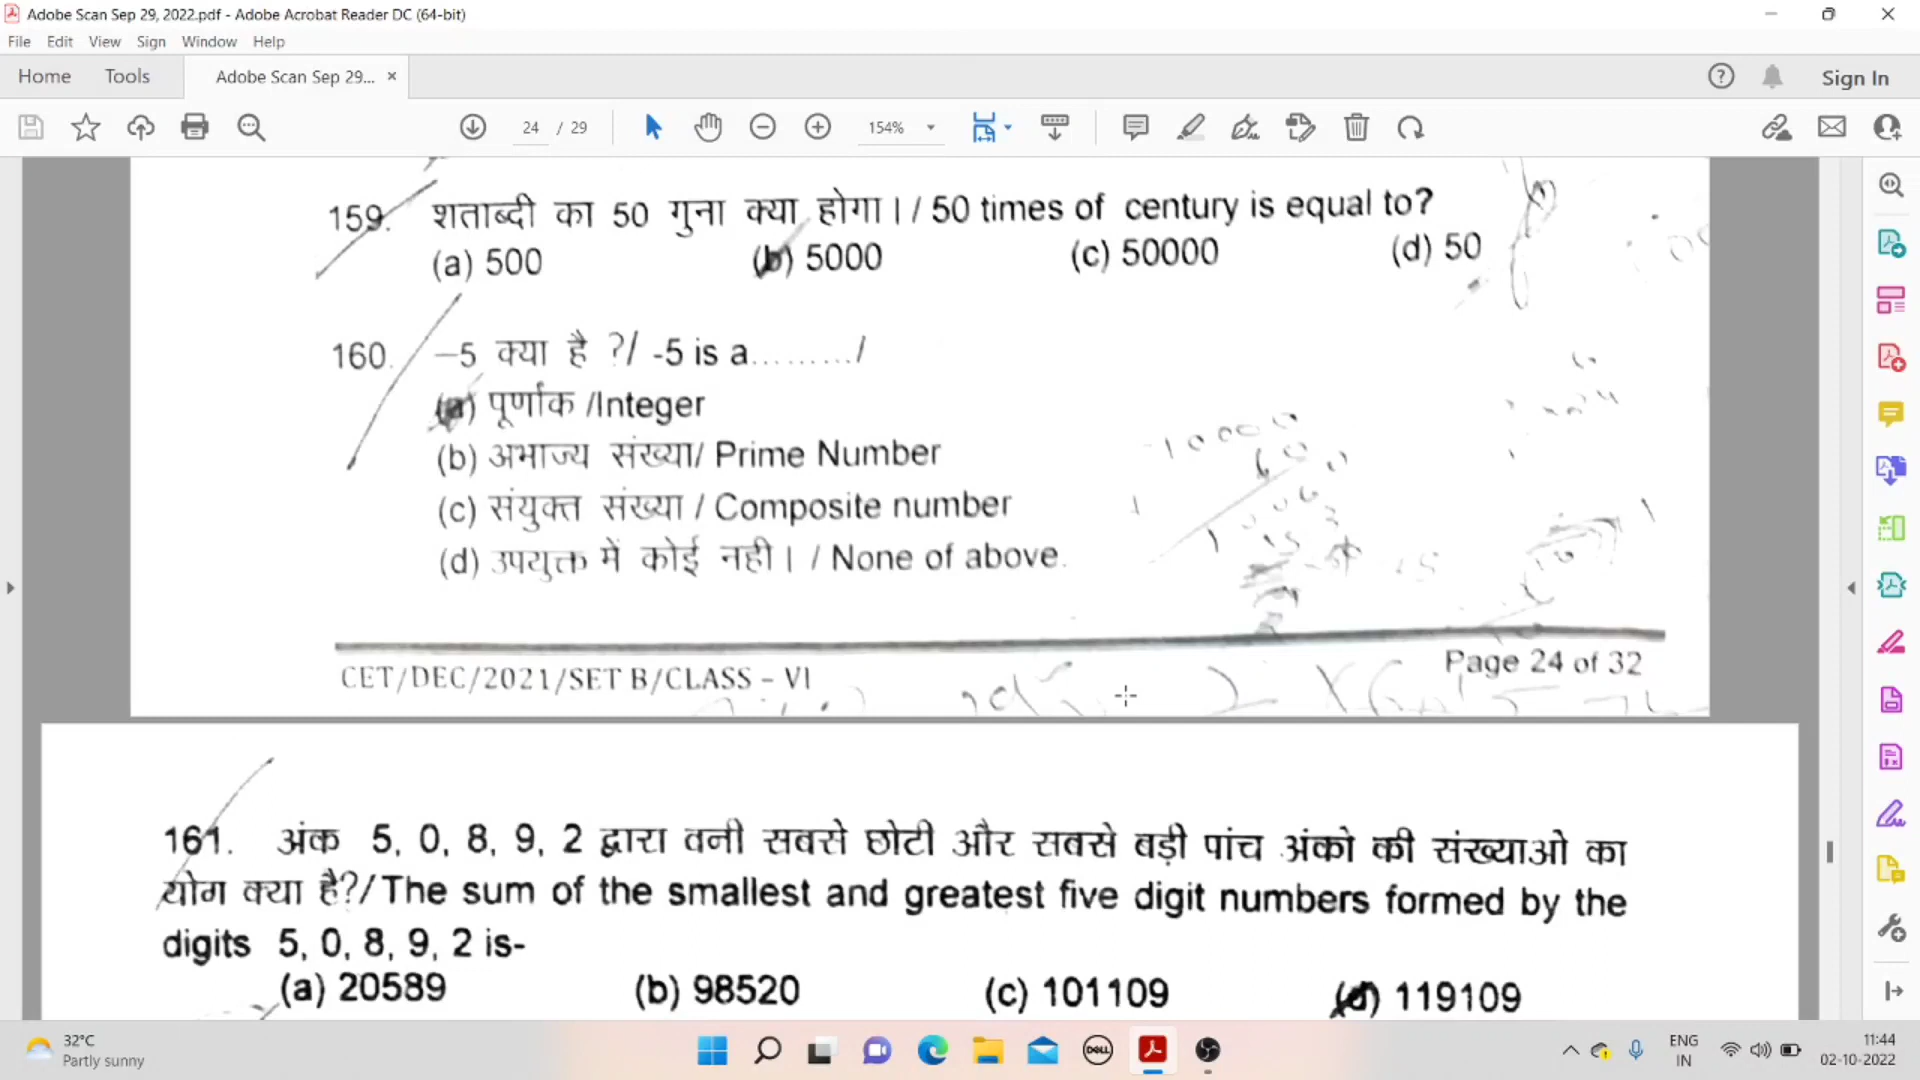 Adobe Scan Sep 29, 2022.pdf - Adobe Acrobat Reader DC (64-bit)
File Edit View Sign Window Help
Home Tools Adobe Scan Sep 29... × Sign In
24 / 29 154%
159. शताब्दी का 50 गुना क्या होगा। / 50 times of century is equal to?
(a) 500 (b) 5000 (c) 50000 (d) 50
160. –5 क्या है ?/ -5 is a........./
(a) पूर्णाक /Integer
(b) अभाज्य संख्या/ Prime Number
(c) संयुक्त संख्या / Composite number
(d) उपयुक्त में कोई नही। / None of above.
CET/DEC/2021/SET B/CLASS – VI Page 24 of 32
161. अंक 5, 0, 8, 9, 2 द्वारा वनी सबसे छोटी और सबसे बड़ी पांच अंको की संख्याओ का
योग क्या है?/The sum of the smallest and greatest five digit numbers formed by the
digits 5, 0, 8, 9, 2 is-
(a) 20589 (b) 98520 (c) 101109 (d) 119109
32°C
Partly sunny
DELL
ENG
IN
11:44
02-10-2022